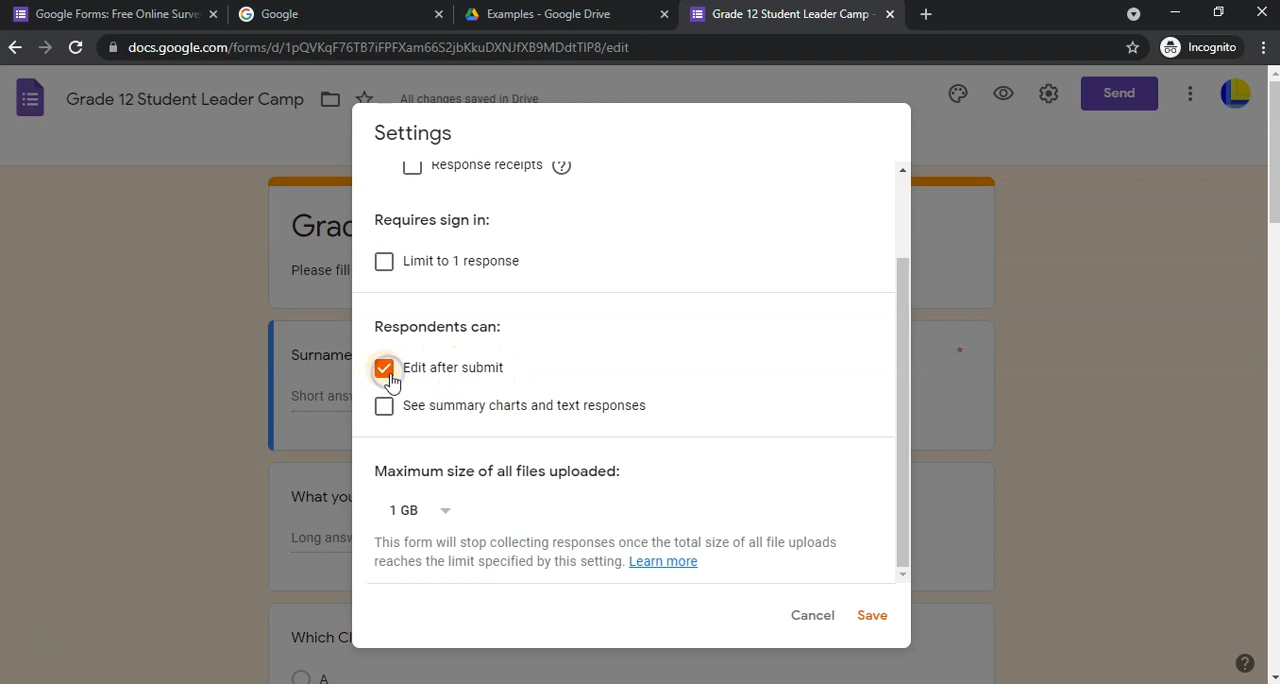 Google Forms: Free Online Surve
Google
Examples - Google Drive
Grade 12 Student Leader Camp -
docs.google.com/forms/d/1pQVKqF76TB7iFPFXam66S2jbKkuDXNJfXB9MDdtTIP8/edit
Incognito
Grade 12 Student Leader Camp
All changes saved in Drive
Send
Settings
Response receipts
Requires sign in:
Limit to 1 response
Respondents can:
Edit after submit
See summary charts and text responses
Maximum size of all files uploaded:
1 GB
This form will stop collecting responses once the total size of all file uploads
reaches the limit specified by this setting. Learn more
Cancel Save
Grad
Please fill
Surname
*
Short answ
What you
Long answ
Which Cl
A